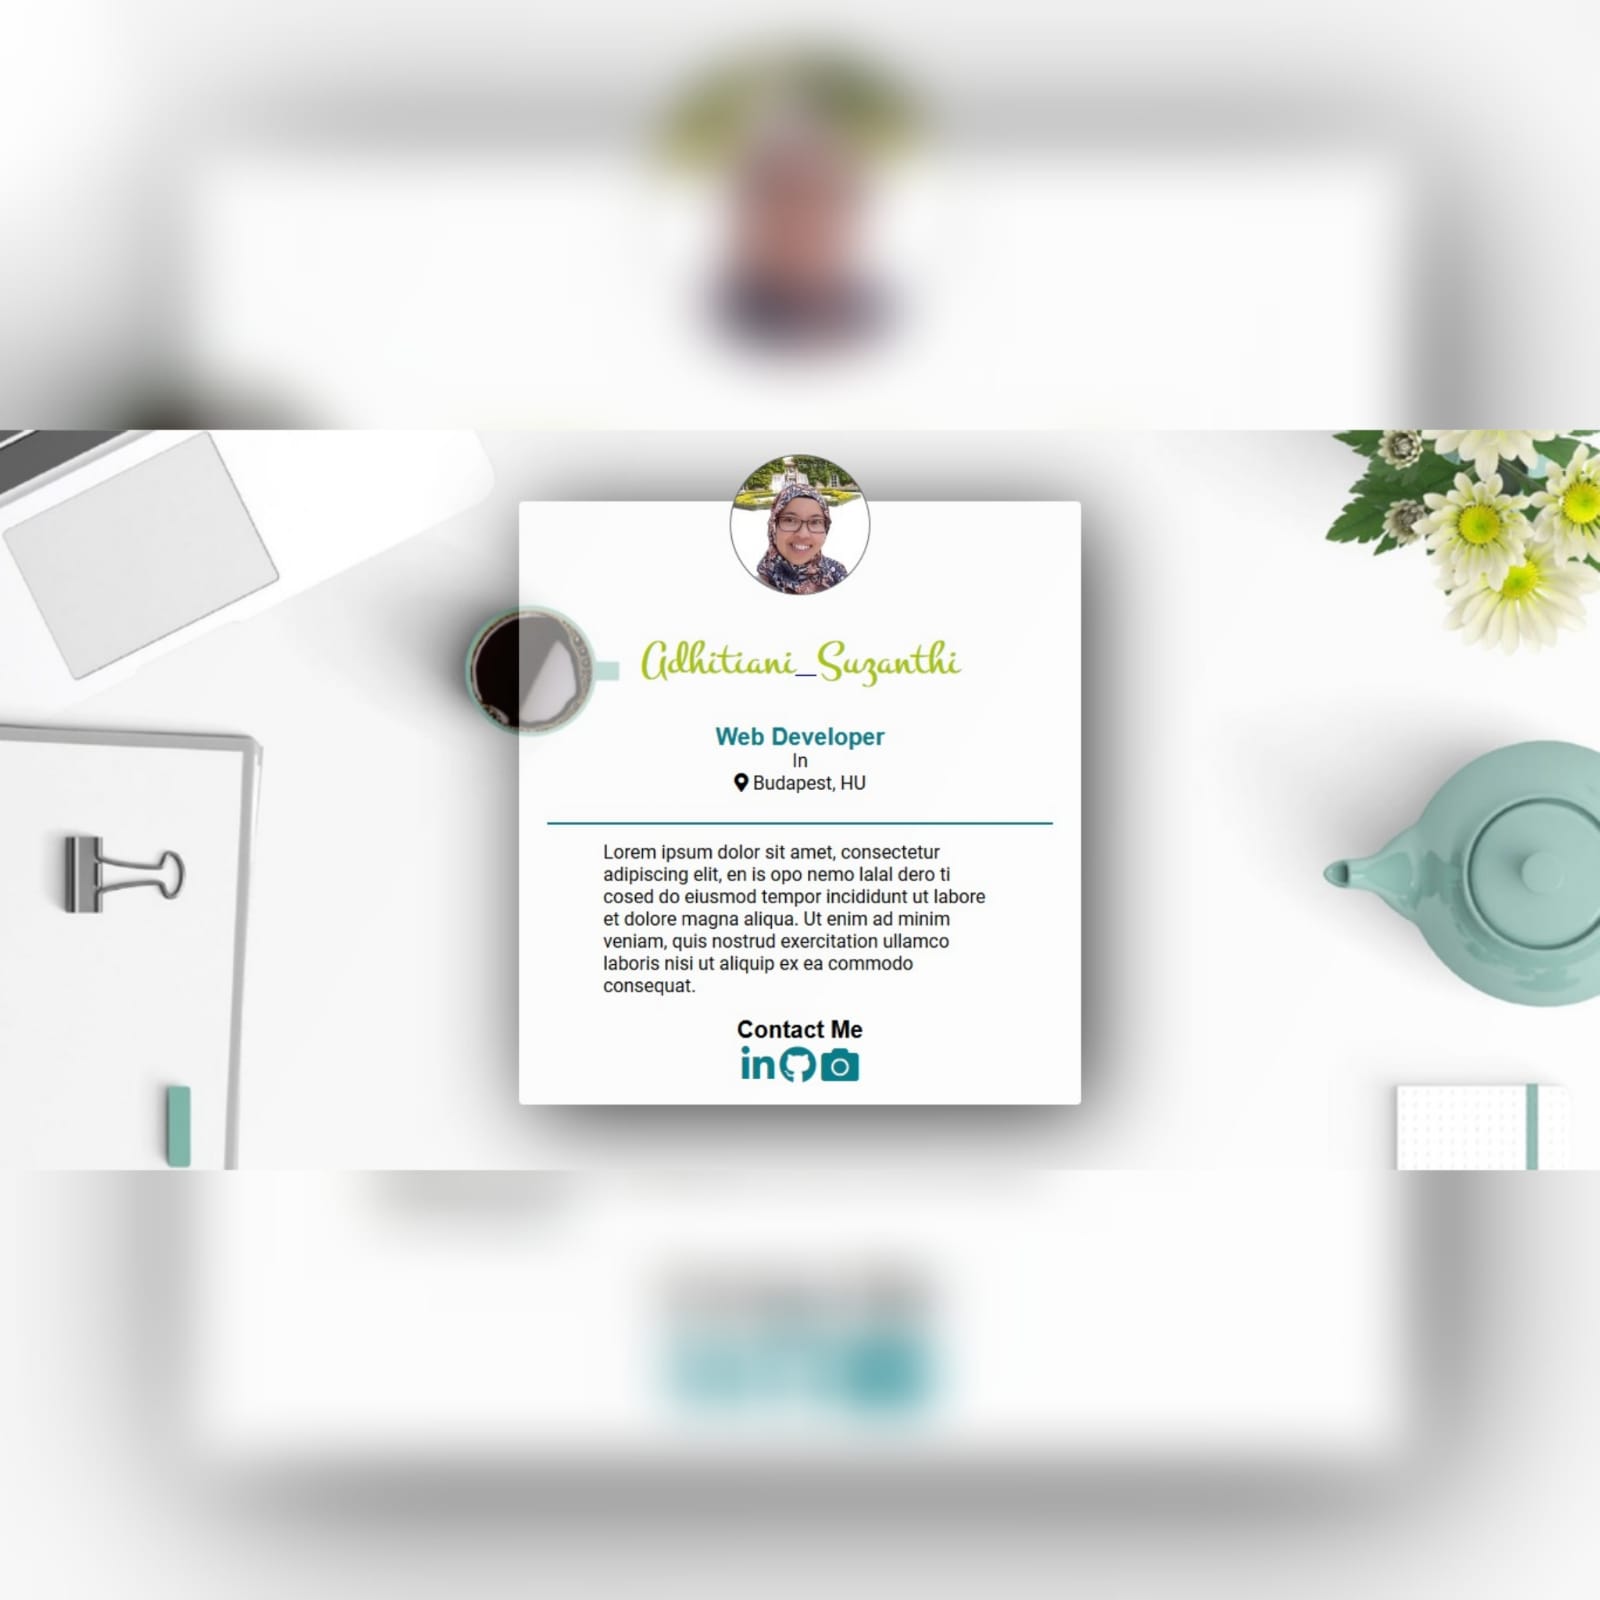 Adhitiani_Suzanthi
Web Developer
In
Budapest, HU
Lorem ipsum dolor sit amet, consectetur
adipiscing elit, en is opo nemo lalal dero ti
cosed do eiusmod tempor incididunt ut labore
et dolore magna aliqua. Ut enim ad minim
veniam, quis nostrud exercitation ullamco
laboris nisi ut aliquip ex ea commodo
consequat.
Contact Me
in